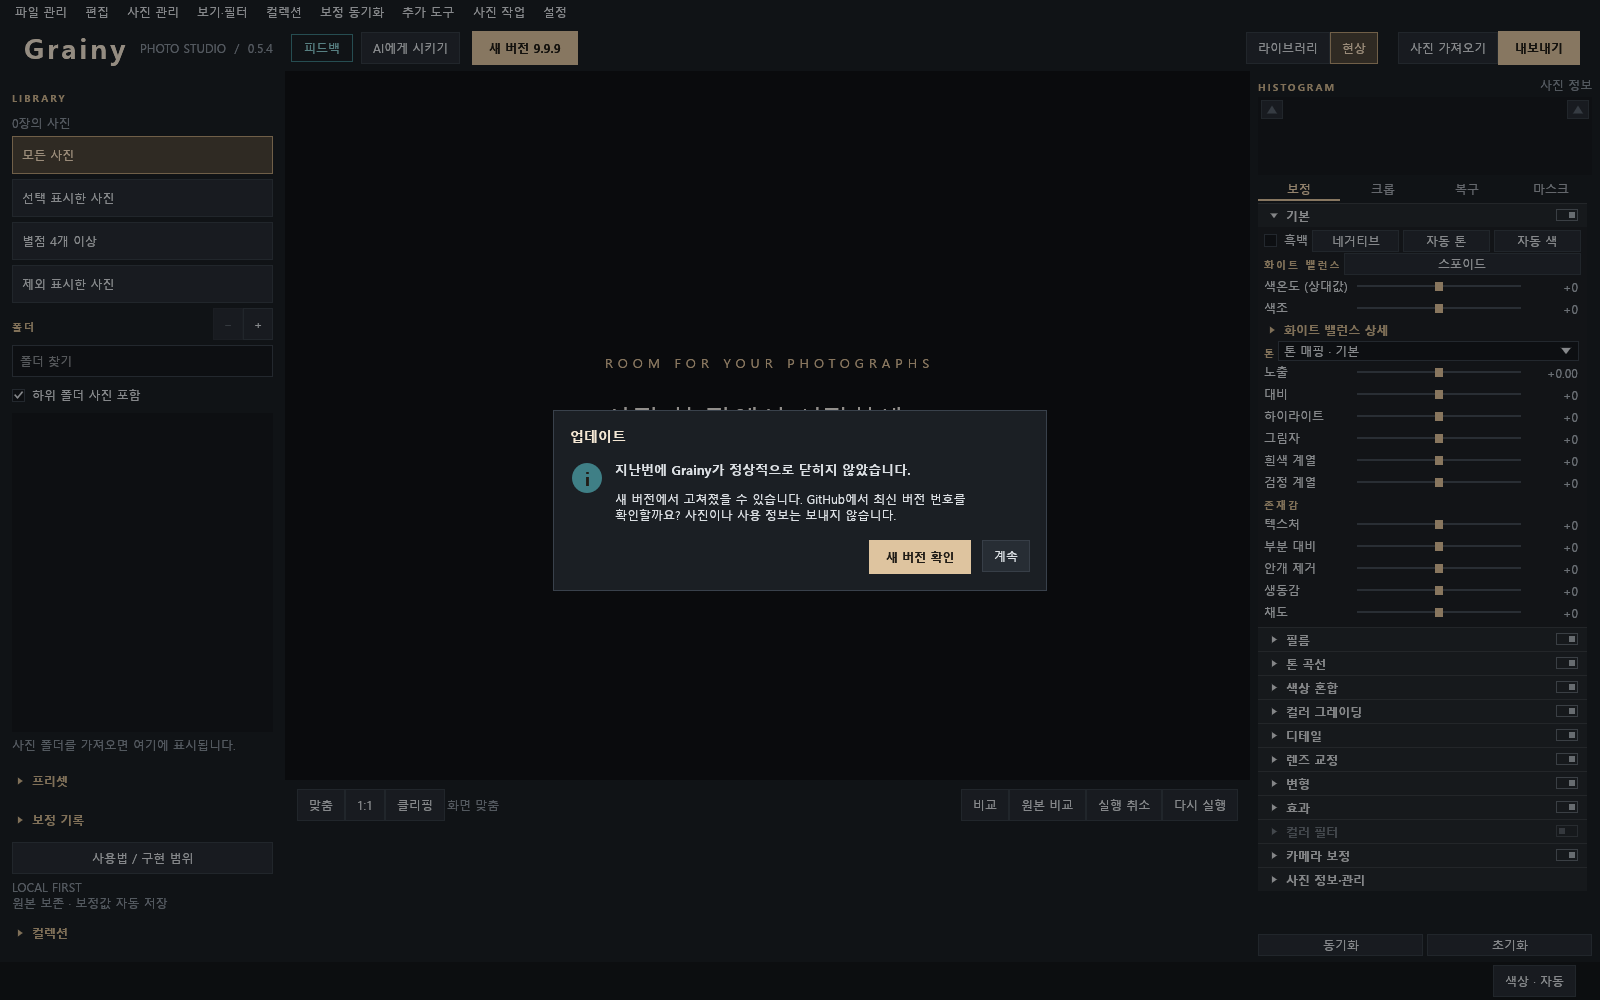 파일 관리 편집 사진 관리 보기·필터 컬렉션 보정 동기화 추가 도구 사진 작업 설정
Grainy PHOTO STUDIO / 0.5.4 피드백 AI에게 시키기 새 버전 9.9.9 라이브러리 현상 사진 가져오기 내보내기
LIBRARY
0장의 사진
모든 사진
선택 표시한 사진
별점 4개 이상
제외 표시한 사진
폴더 − +
폴더 찾기
하위 폴더 사진 포함
사진 폴더를 가져오면 여기에 표시됩니다.
프리셋
보정 기록
사용법 / 구현 범위
LOCAL FIRST
원본 보존 · 보정값 자동 저장
컬렉션
ROOM FOR YOUR PHOTOGRAPHS
업데이트
지난번에 Grainy가 정상적으로 닫히지 않았습니다.
새 버전에서 고쳐졌을 수 있습니다. GitHub에서 최신 버전 번호를
확인할까요? 사진이나 사용 정보는 보내지 않습니다.
새 버전 확인 계속
맞춤 1:1 클리핑 화면 맞춤 비교 원본 비교 실행 취소 다시 실행
HISTOGRAM 사진 정보
보정 크롭 복구 마스크
기본
흑백 네거티브 자동 톤 자동 색
화이트 밸런스 스포이드
색온도 (상대값) +0
색조 +0
화이트 밸런스 상세
톤 톤 매핑 · 기본
노출 +0.00
대비 +0
하이라이트 +0
그림자 +0
흰색 계열 +0
검정 계열 +0
존재감
텍스처 +0
부분 대비 +0
안개 제거 +0
생동감 +0
채도 +0
필름
톤 곡선
색상 혼합
컬러 그레이딩
디테일
렌즈 교정
변형
효과
컬러 필터
카메라 보정
사진 정보·관리
동기화 초기화
색상 · 자동